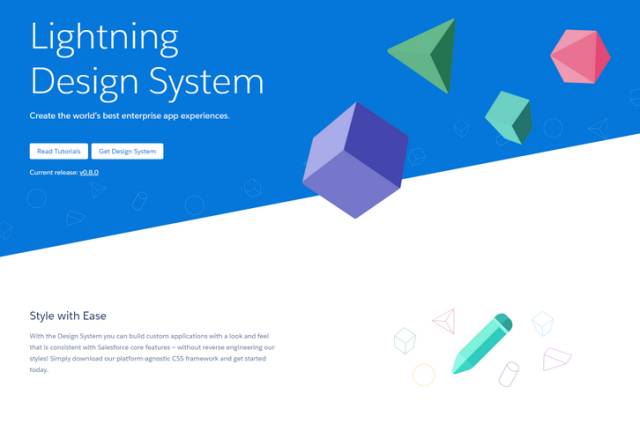 Lightning
Design System
Create the world's best enterprise app experiences.
Read Tutorials
Get Design System
Current release: v0.8.0
Style with Ease
With the Design System you can build custom applications with a look and feel
that is consistent with Salesforce core features – without reverse engineering our
styles! Simply download our platform-agnostic CSS framework and get started
today.